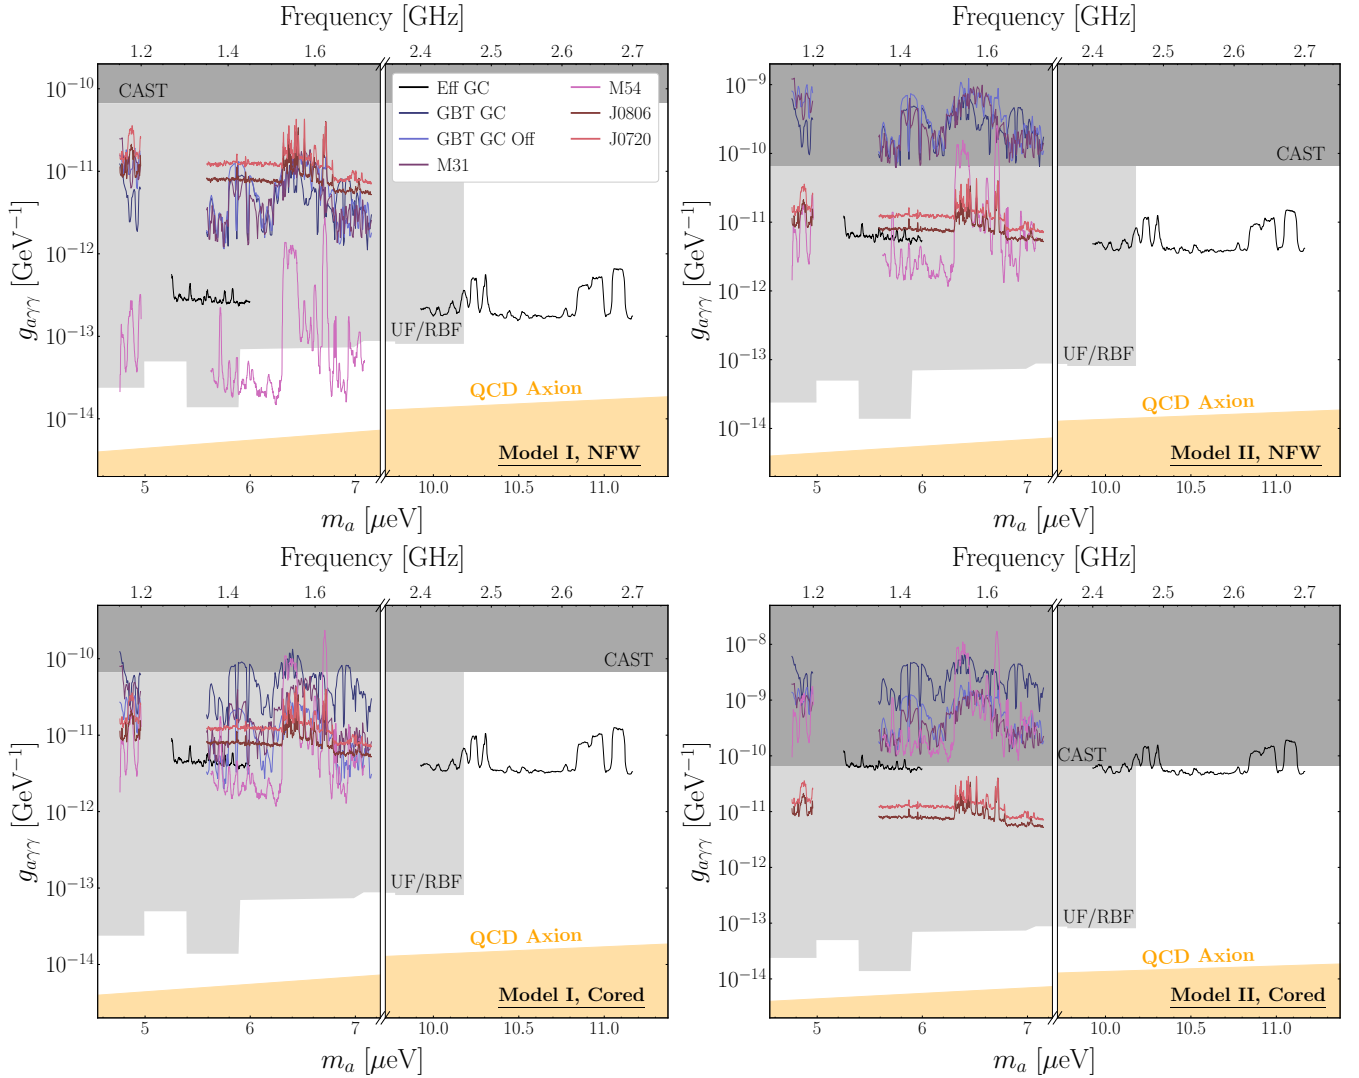 Frequency [GHz]
1.2 1.4 1.6 2.4 2.5 2.6 2.7
10⁻¹⁰
10⁻¹¹
10⁻¹²
10⁻¹³
10⁻¹⁴
g_{aγγ} [GeV⁻¹]
CAST
Eff GC
GBT GC
GBT GC Off
M31
M54
J0806
J0720
UF/RBF
QCD Axion
Model I, NFW
5 6 7 10.0 10.5 11.0
m_a [μeV]
Frequency [GHz]
1.2 1.4 1.6 2.4 2.5 2.6 2.7
10⁻⁹
10⁻¹⁰
10⁻¹¹
10⁻¹²
10⁻¹³
10⁻¹⁴
g_{aγγ} [GeV⁻¹]
CAST
UF/RBF
QCD Axion
Model II, NFW
5 6 7 10.0 10.5 11.0
m_a [μeV]
Frequency [GHz]
1.2 1.4 1.6 2.4 2.5 2.6 2.7
10⁻¹⁰
10⁻¹¹
10⁻¹²
10⁻¹³
10⁻¹⁴
g_{aγγ} [GeV⁻¹]
CAST
UF/RBF
QCD Axion
Model I, Cored
5 6 7 10.0 10.5 11.0
m_a [μeV]
Frequency [GHz]
1.2 1.4 1.6 2.4 2.5 2.6 2.7
10⁻⁸
10⁻⁹
10⁻¹⁰
10⁻¹¹
10⁻¹²
10⁻¹³
10⁻¹⁴
g_{aγγ} [GeV⁻¹]
CAST
UF/RBF
QCD Axion
Model II, Cored
5 6 7 10.0 10.5 11.0
m_a [μeV]